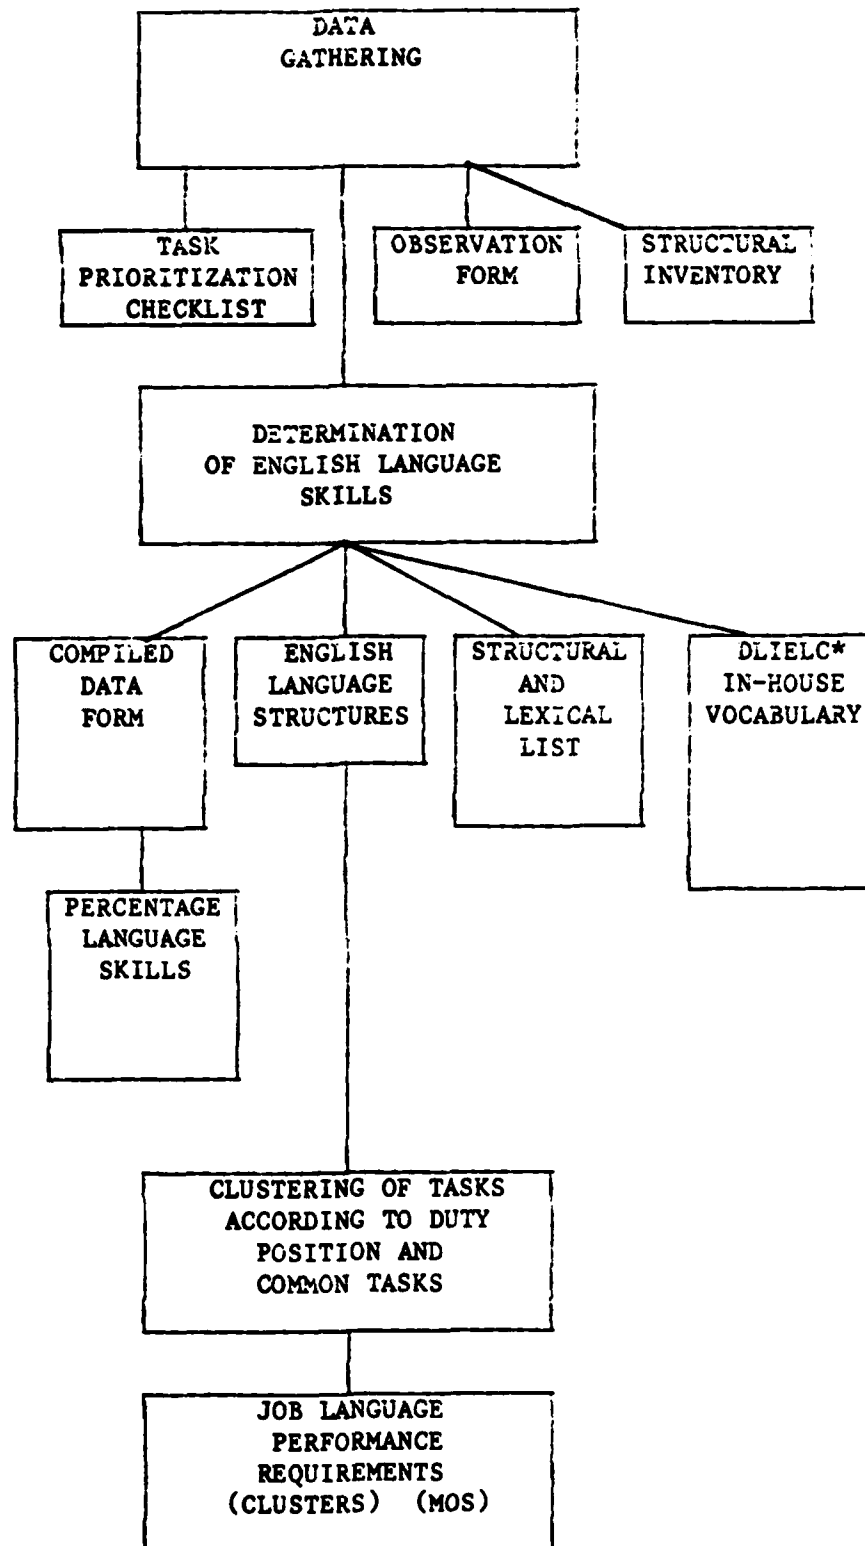 DATA
GATHERING
TASK
PRIORITIZATION
CHECKLIST
OBSERVATION
FORM
STRUCTURAL
INVENTORY
DETERMINATION
OF ENGLISH LANGUAGE
SKILLS
COMPILED
DATA
FORM
ENGLISH
LANGUAGE
STRUCTURES
STRUCTURAL
AND
LEXICAL
LIST
DLIELC*
IN-HOUSE
VOCABULARY
PERCENTAGE
LANGUAGE
SKILLS
CLUSTERING OF TASKS
ACCORDING TO DUTY
POSITION AND
COMMON TASKS
JOB LANGUAGE
PERFORMANCE
REQUIREMENTS
(CLUSTERS) (MOS)